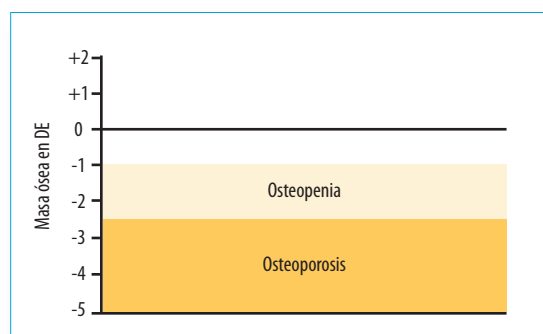 +2
+1
0
-1
-2
-3
-4
-5
Masa ósea en DE
Osteopenia
Osteoporosis